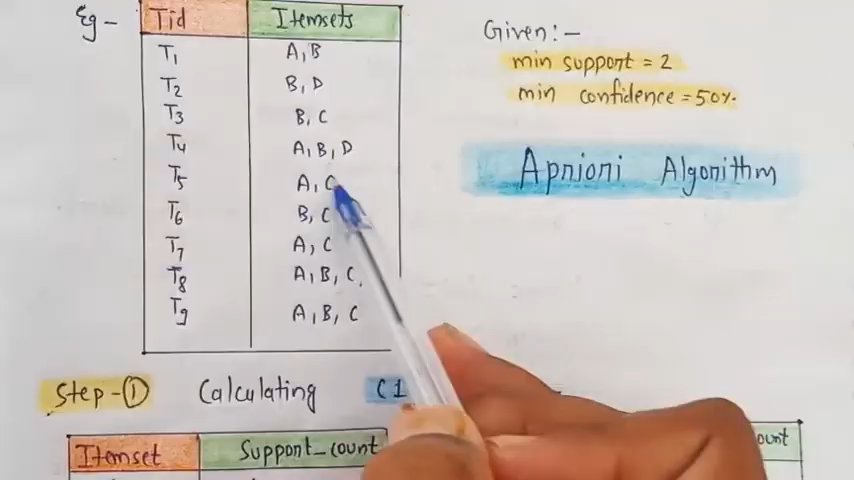 Eg-
Tid Itemsets
T1 A,B
T2 B,D
T3 B,C
T4 A,B,D
T5 A,C
T6 B,C
T7 A,C
T8 A,B,C,
T9 A,B,C
Given:-
min support = 2
min confidence = 50%.
Apriori Algorithm
Step-① Calculating C1
Itemset Support_count
ount